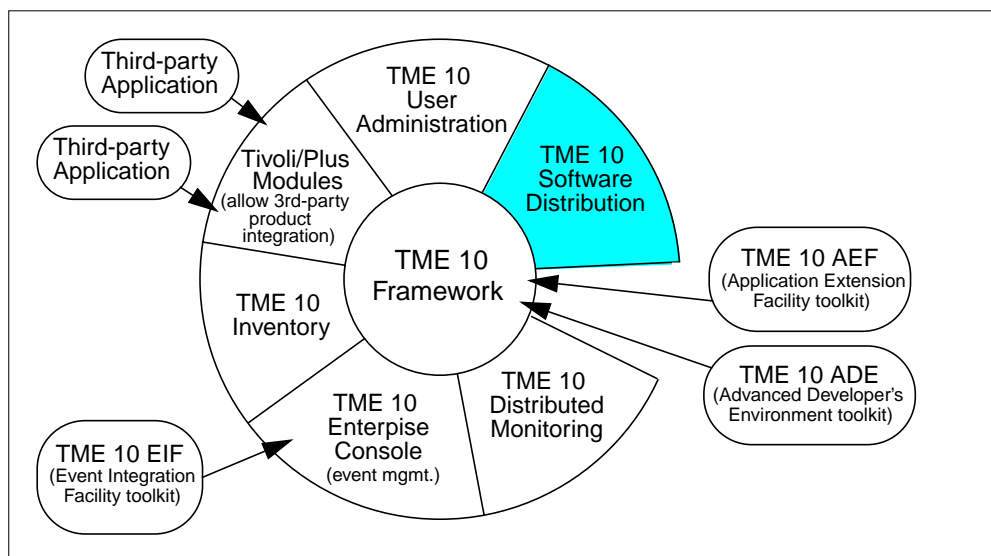 Third-party
Application
Third-party
Application
TME 10
User
Administration
TME 10
Software
Distribution
Tivoli/Plus
Modules
(allow 3rd-party
product
integration)
TME 10
Framework
TME 10 AEF
(Application Extension
Facility toolkit)
TME 10
Inventory
TME 10 ADE
(Advanced Developer's
Environment toolkit)
TME 10
Distributed
Monitoring
TME 10
Enterpise
Console
(event mgmt.)
TME 10 EIF
(Event Integration
Facility toolkit)